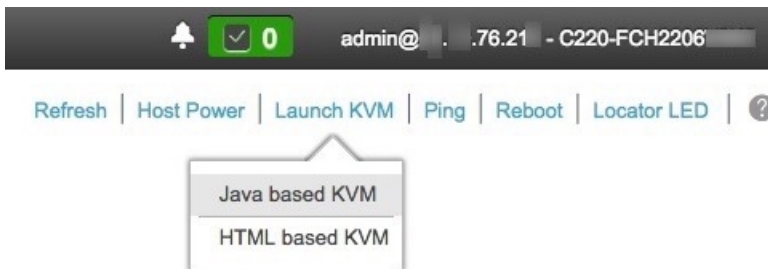 0 admin@ . .76.21 - C220-FCH2206
Refresh | Host Power | Launch KVM | Ping | Reboot | Locator LED | ?
Java based KVM
HTML based KVM